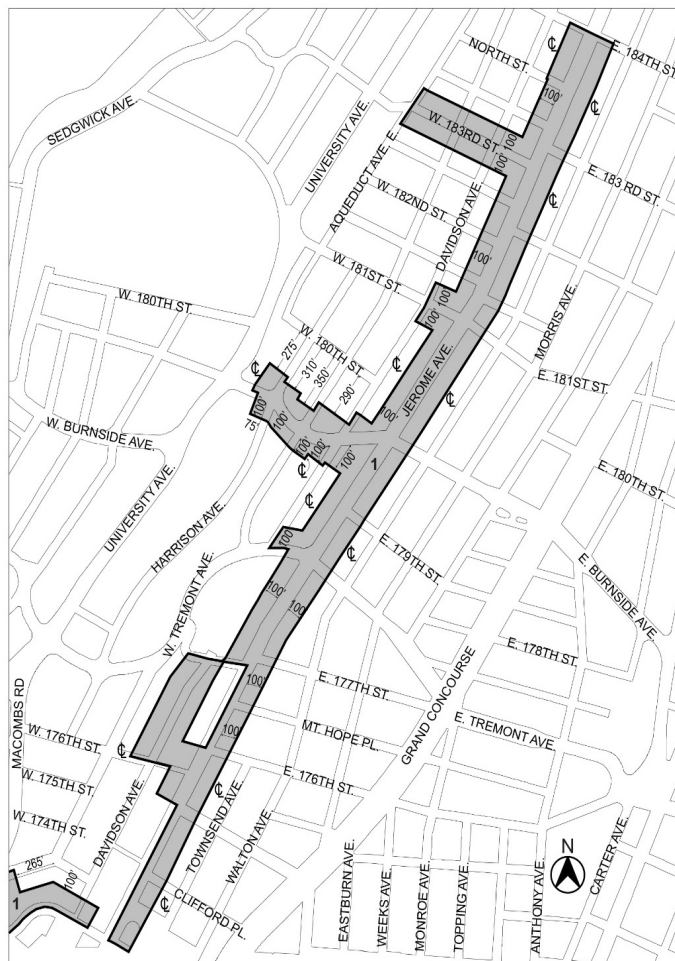 ℄
E. 184TH ST.
NORTH ST.
℄
100'
SEDGWICK AVE.
UNIVERSITY AVE.
W. 183RD ST.
100'
AQUEDUCT AVE. E.
100'
E. 183 RD ST.
W. 182ND ST.
℄
DAVIDSON AVE.
100'
W. 181ST ST.
W. 180TH ST.
100'
100'
MORRIS AVE.
W. 180TH ST.
275'
310'
350'
290'
℄
℄
JEROME AVE.
E. 181ST ST.
℄
100'
75'
100'
100'
100'
100'
100'
1
W. BURNSIDE AVE.
℄
E. 180TH ST.
UNIVERSITY AVE.
℄
HARRISON AVE.
100'
℄
E. 179TH ST.
E. BURNSIDE AVE.
W. TREMONT AVE.
100'
100'
E. 178TH ST.
GRAND CONCOURSE
MACOMBS RD
100'
E. 177TH ST.
E. TREMONT AVE.
W. 176TH ST.
℄
100'
MT. HOPE PL.
W. 175TH ST.
E. 176TH ST.
℄
W. 174TH ST.
DAVIDSON AVE.
TOWNSEND AVE.
WALTON AVE.
N
265'
100'
1
℄
CLIFFORD PL.
EASTBURN AVE.
WEEKS AVE.
MONROE AVE.
TOPPING AVE.
ANTHONY AVE.
CARTER AVE.